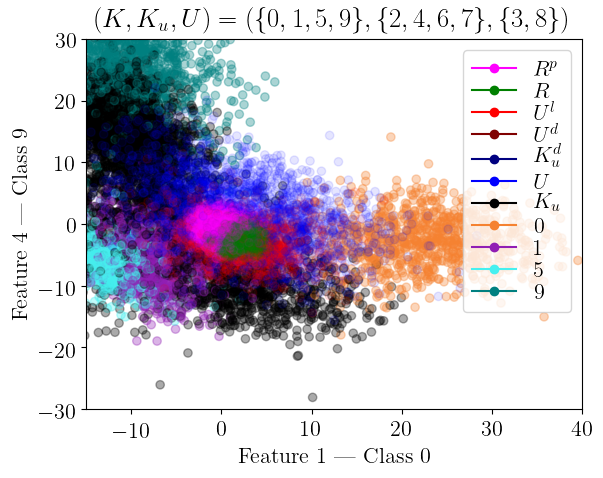 (K, K_u, U) = ({0, 1, 5, 9}, {2, 4, 6, 7}, {3, 8})
30
20
10
0
−10
−20
−30
Feature 4 — Class 9
R^p
R
U^l
U^d
K_u^d
U
K_u
0
1
5
9
−10
0
10
20
30
40
Feature 1 — Class 0